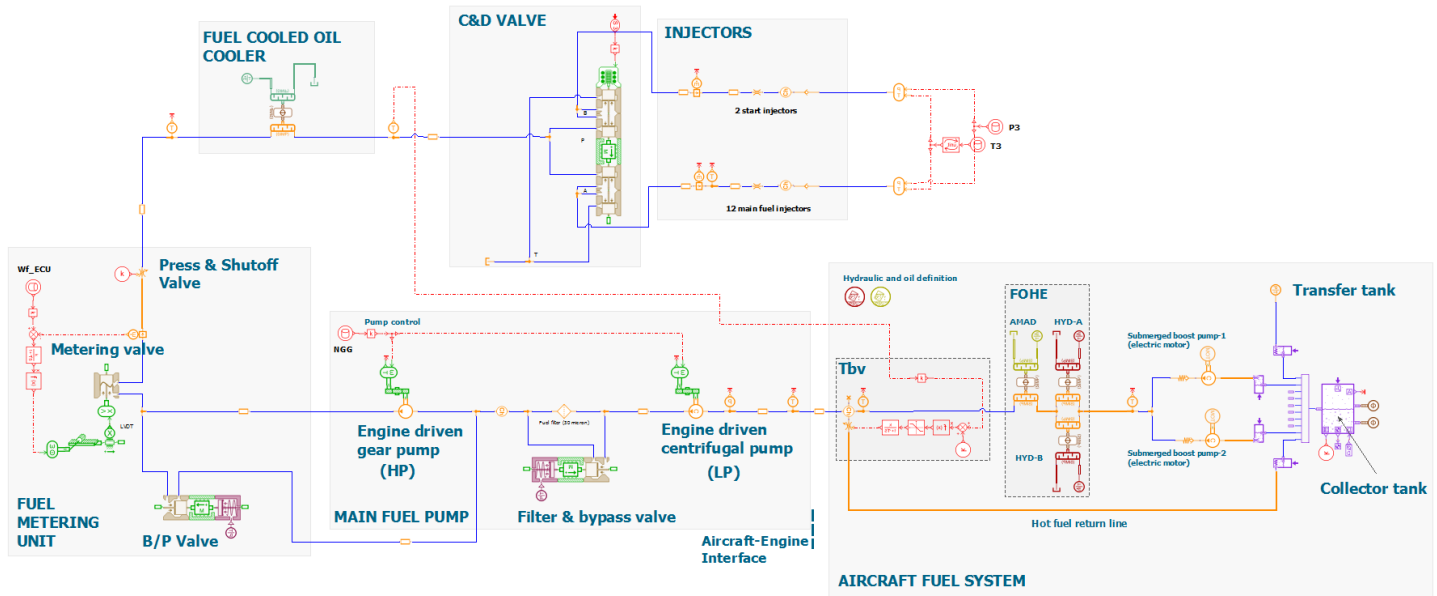 FUEL COOLED OIL
COOLER
C&D VALVE
INJECTORS
B
P
A
T
2 start injectors
12 main fuel injectors
P3
T3
Wf_ECU
Press & Shutoff
Valve
Metering valve
LVDT
FUEL
METERING
UNIT
B/P Valve
Pump control
NGG
Engine driven
gear pump
(HP)
Fuel filter (30 micron)
Engine driven
centrifugal pump
(LP)
MAIN FUEL PUMP
Filter & bypass valve
Aircraft-Engine
Interface
Hydraulic and oil definition
FOHE
AMAD
HYD-A
HYD-B
Tbv
Submerged boost pump-1
(electric motor)
Submerged boost pump-2
(electric motor)
Transfer tank
Collector tank
Hot fuel return line
AIRCRAFT FUEL SYSTEM